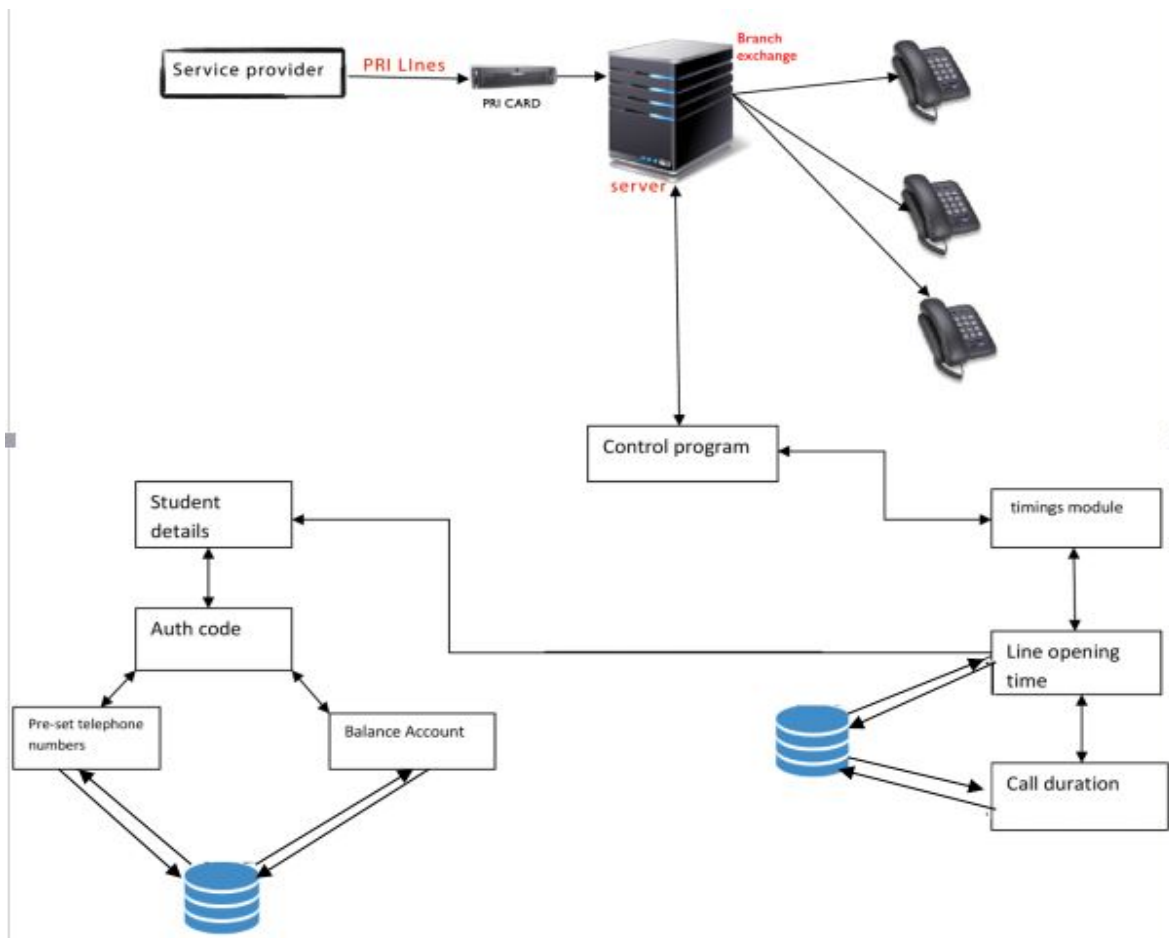 Service provider
PRI LInes
PRI CARD
Branch
exchange
server
Control program
Student
details
timings module
Auth code
Line opening
time
Pre-set telephone
numbers
Balance Account
Call duration